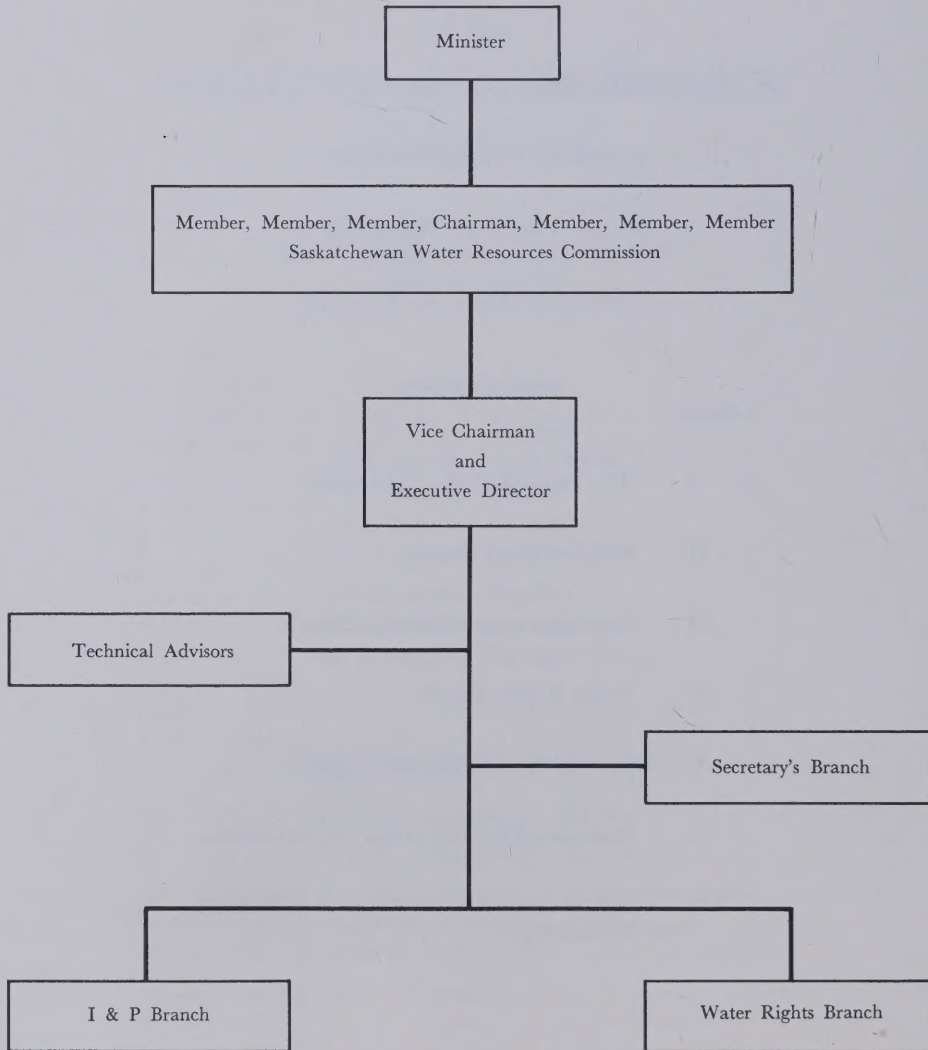 Minister
Member, Member, Member, Chairman, Member, Member, Member
Saskatchewan Water Resources Commission
Vice Chairman
and
Executive Director
Technical Advisors
Secretary's Branch
I & P Branch
Water Rights Branch